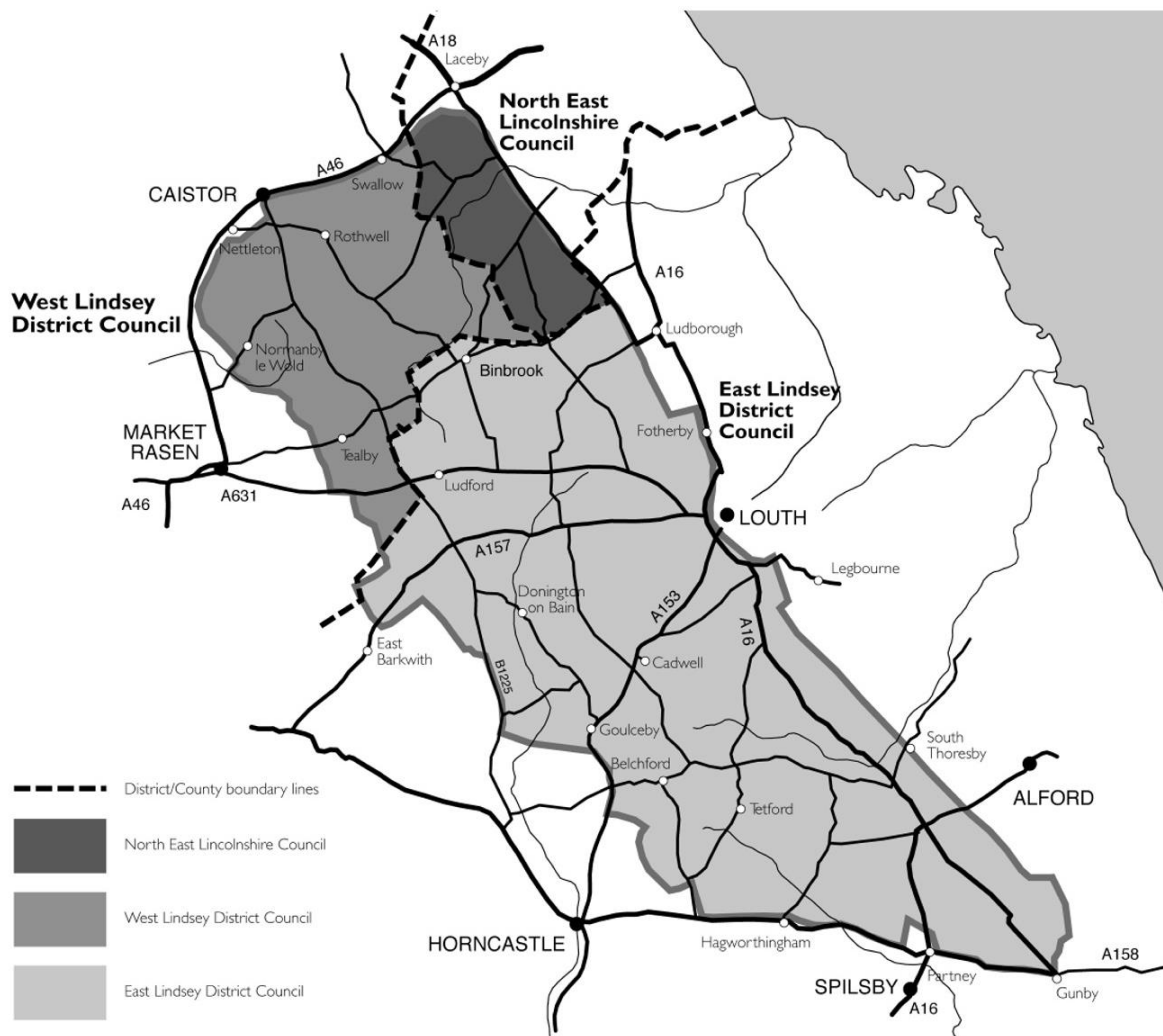 A18
Laceby
North East
Lincolnshire
Council
A46
Swallow
CAISTOR
Nettleton
Rothwell
A16
West Lindsey
District Council
Ludborough
Normanby
le Wold
Binbrook
East Lindsey
District
Council
MARKET
RASEN
Fotherby
Tealby
Ludford
A46
A631
LOUTH
A157
Legbourne
Donington
on Bain
A153
A16
East
Barkwith
Cadwell
B1225
Goulceby
South
Thoresby
Belchford
ALFORD
Tetford
District/County boundary lines
North East Lincolnshire Council
West Lindsey District Council
East Lindsey District Council
HORNCASTLE
Hagworthingham
A158
Partney
SPILSBY
Gunby
A16